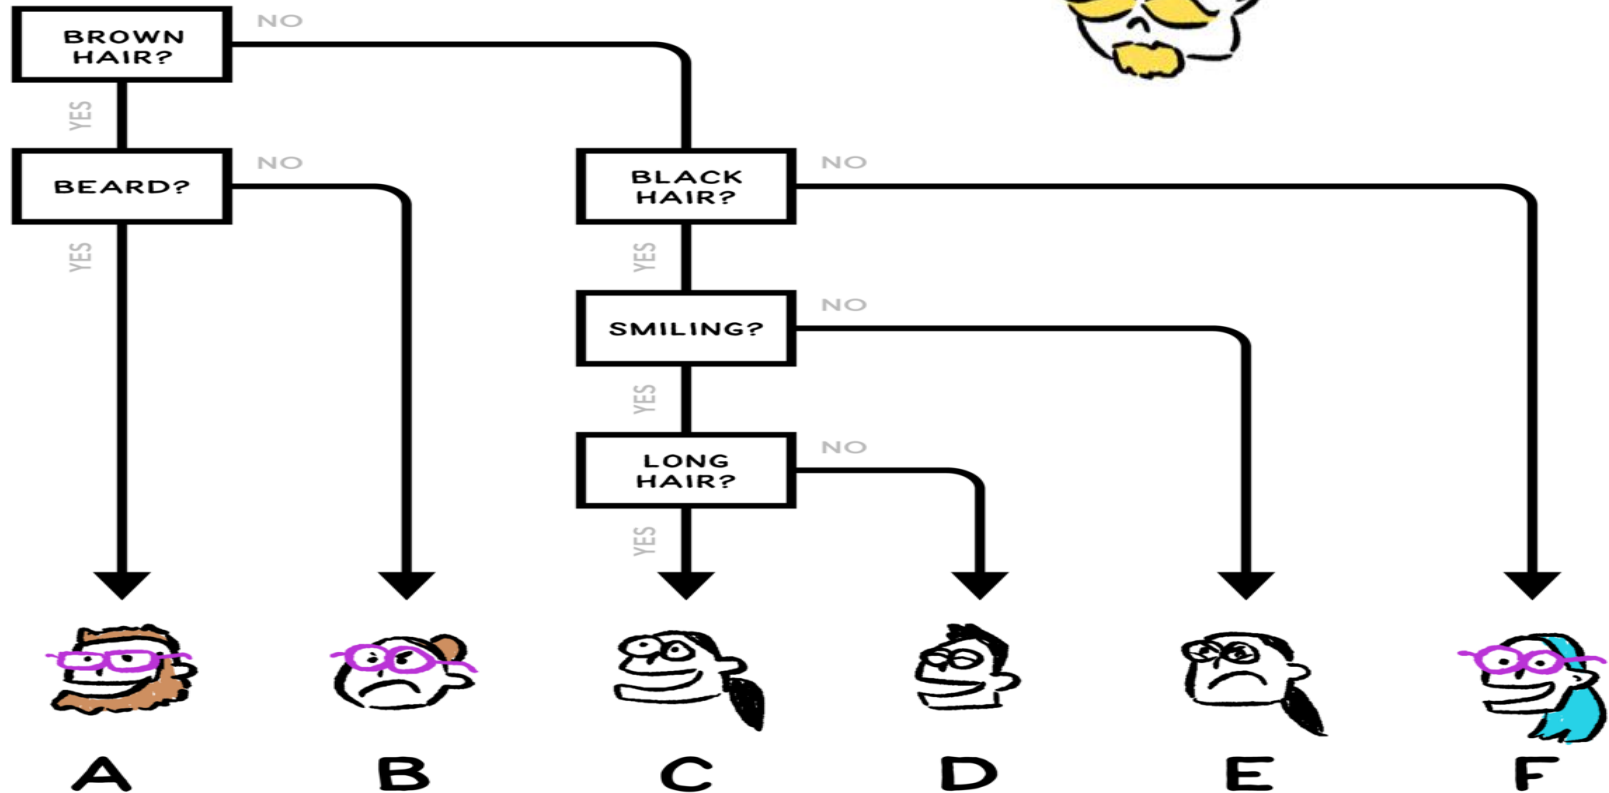 BROWN
HAIR?
NO
YES
BEARD?
NO
YES
BLACK
HAIR?
NO
YES
SMILING?
NO
YES
LONG
HAIR?
NO
YES
A
B
C
D
E
F